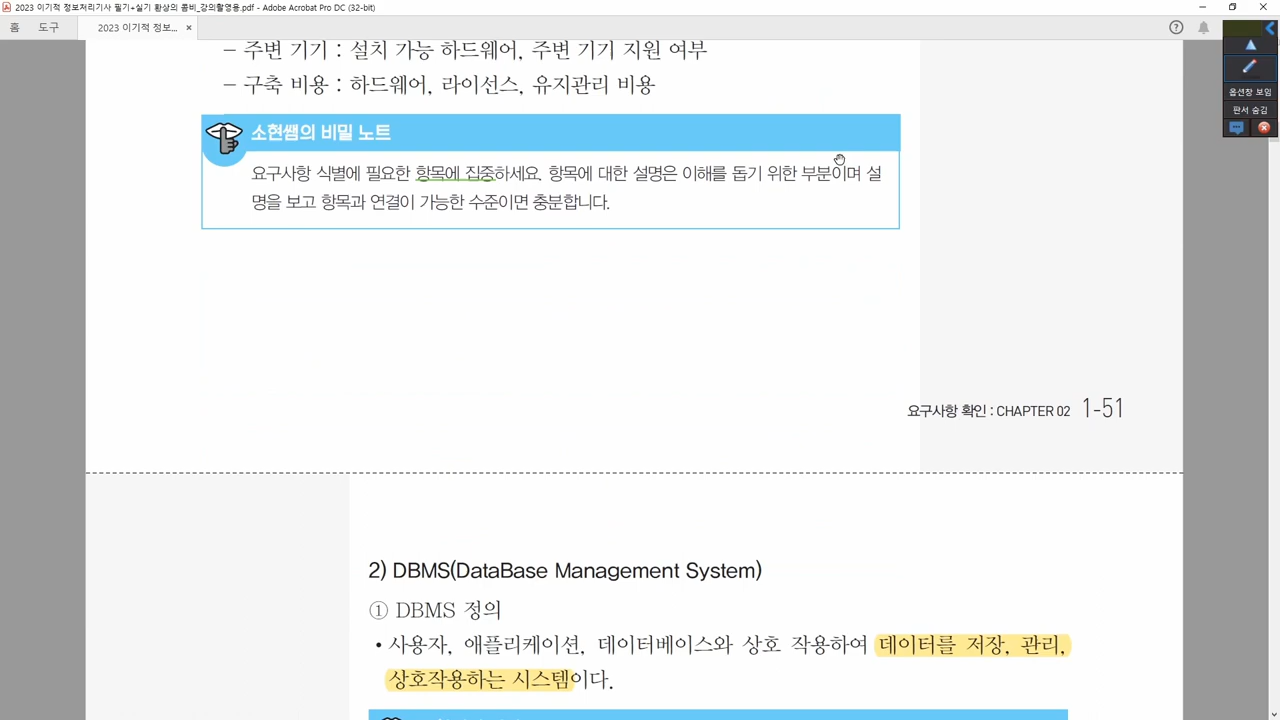 2023 이기적 정보처리기사 필기+실기 환상의 콤비_강의촬영용.pdf - Adobe Acrobat Pro DC (32-bit)
홈 도구 2023 이기적 정보... ×
옵션창 보임
판서 숨김
– 주변 기기 : 설치 가능 하드웨어, 주변 기기 지원 여부
– 구축 비용 : 하드웨어, 라이선스, 유지관리 비용
소현쌤의 비밀 노트
요구사항 식별에 필요한 항목에 집중하세요. 항목에 대한 설명은 이해를 돕기 위한 부분이며 설
명을 보고 항목과 연결이 가능한 수준이면 충분합니다.
요구사항 확인 : CHAPTER 02 1-51
2) DBMS(DataBase Management System)
① DBMS 정의
• 사용자, 애플리케이션, 데이터베이스와 상호 작용하여 데이터를 저장, 관리,
상호작용하는 시스템이다.